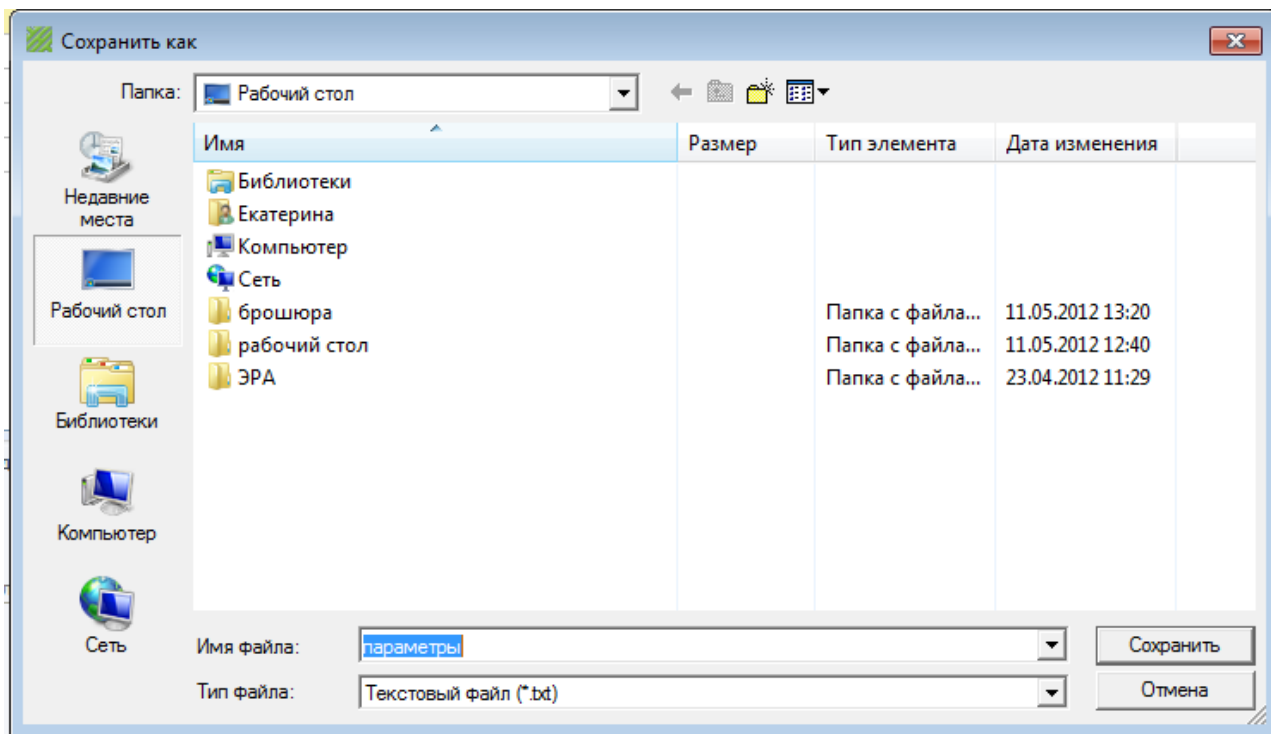 Сохранить как
Папка: Рабочий стол
Имя Размер Тип элемента Дата изменения
Недавние места
Рабочий стол
Библиотеки
Компьютер
Сеть
Библиотеки
Екатерина
Компьютер
Сеть
брошюра Папка с файла... 11.05.2012 13:20
рабочий стол Папка с файла... 11.05.2012 12:40
ЭРА Папка с файла... 23.04.2012 11:29
Имя файла: параметры Сохранить
Тип файла: Текстовый файл (*.txt) Отмена